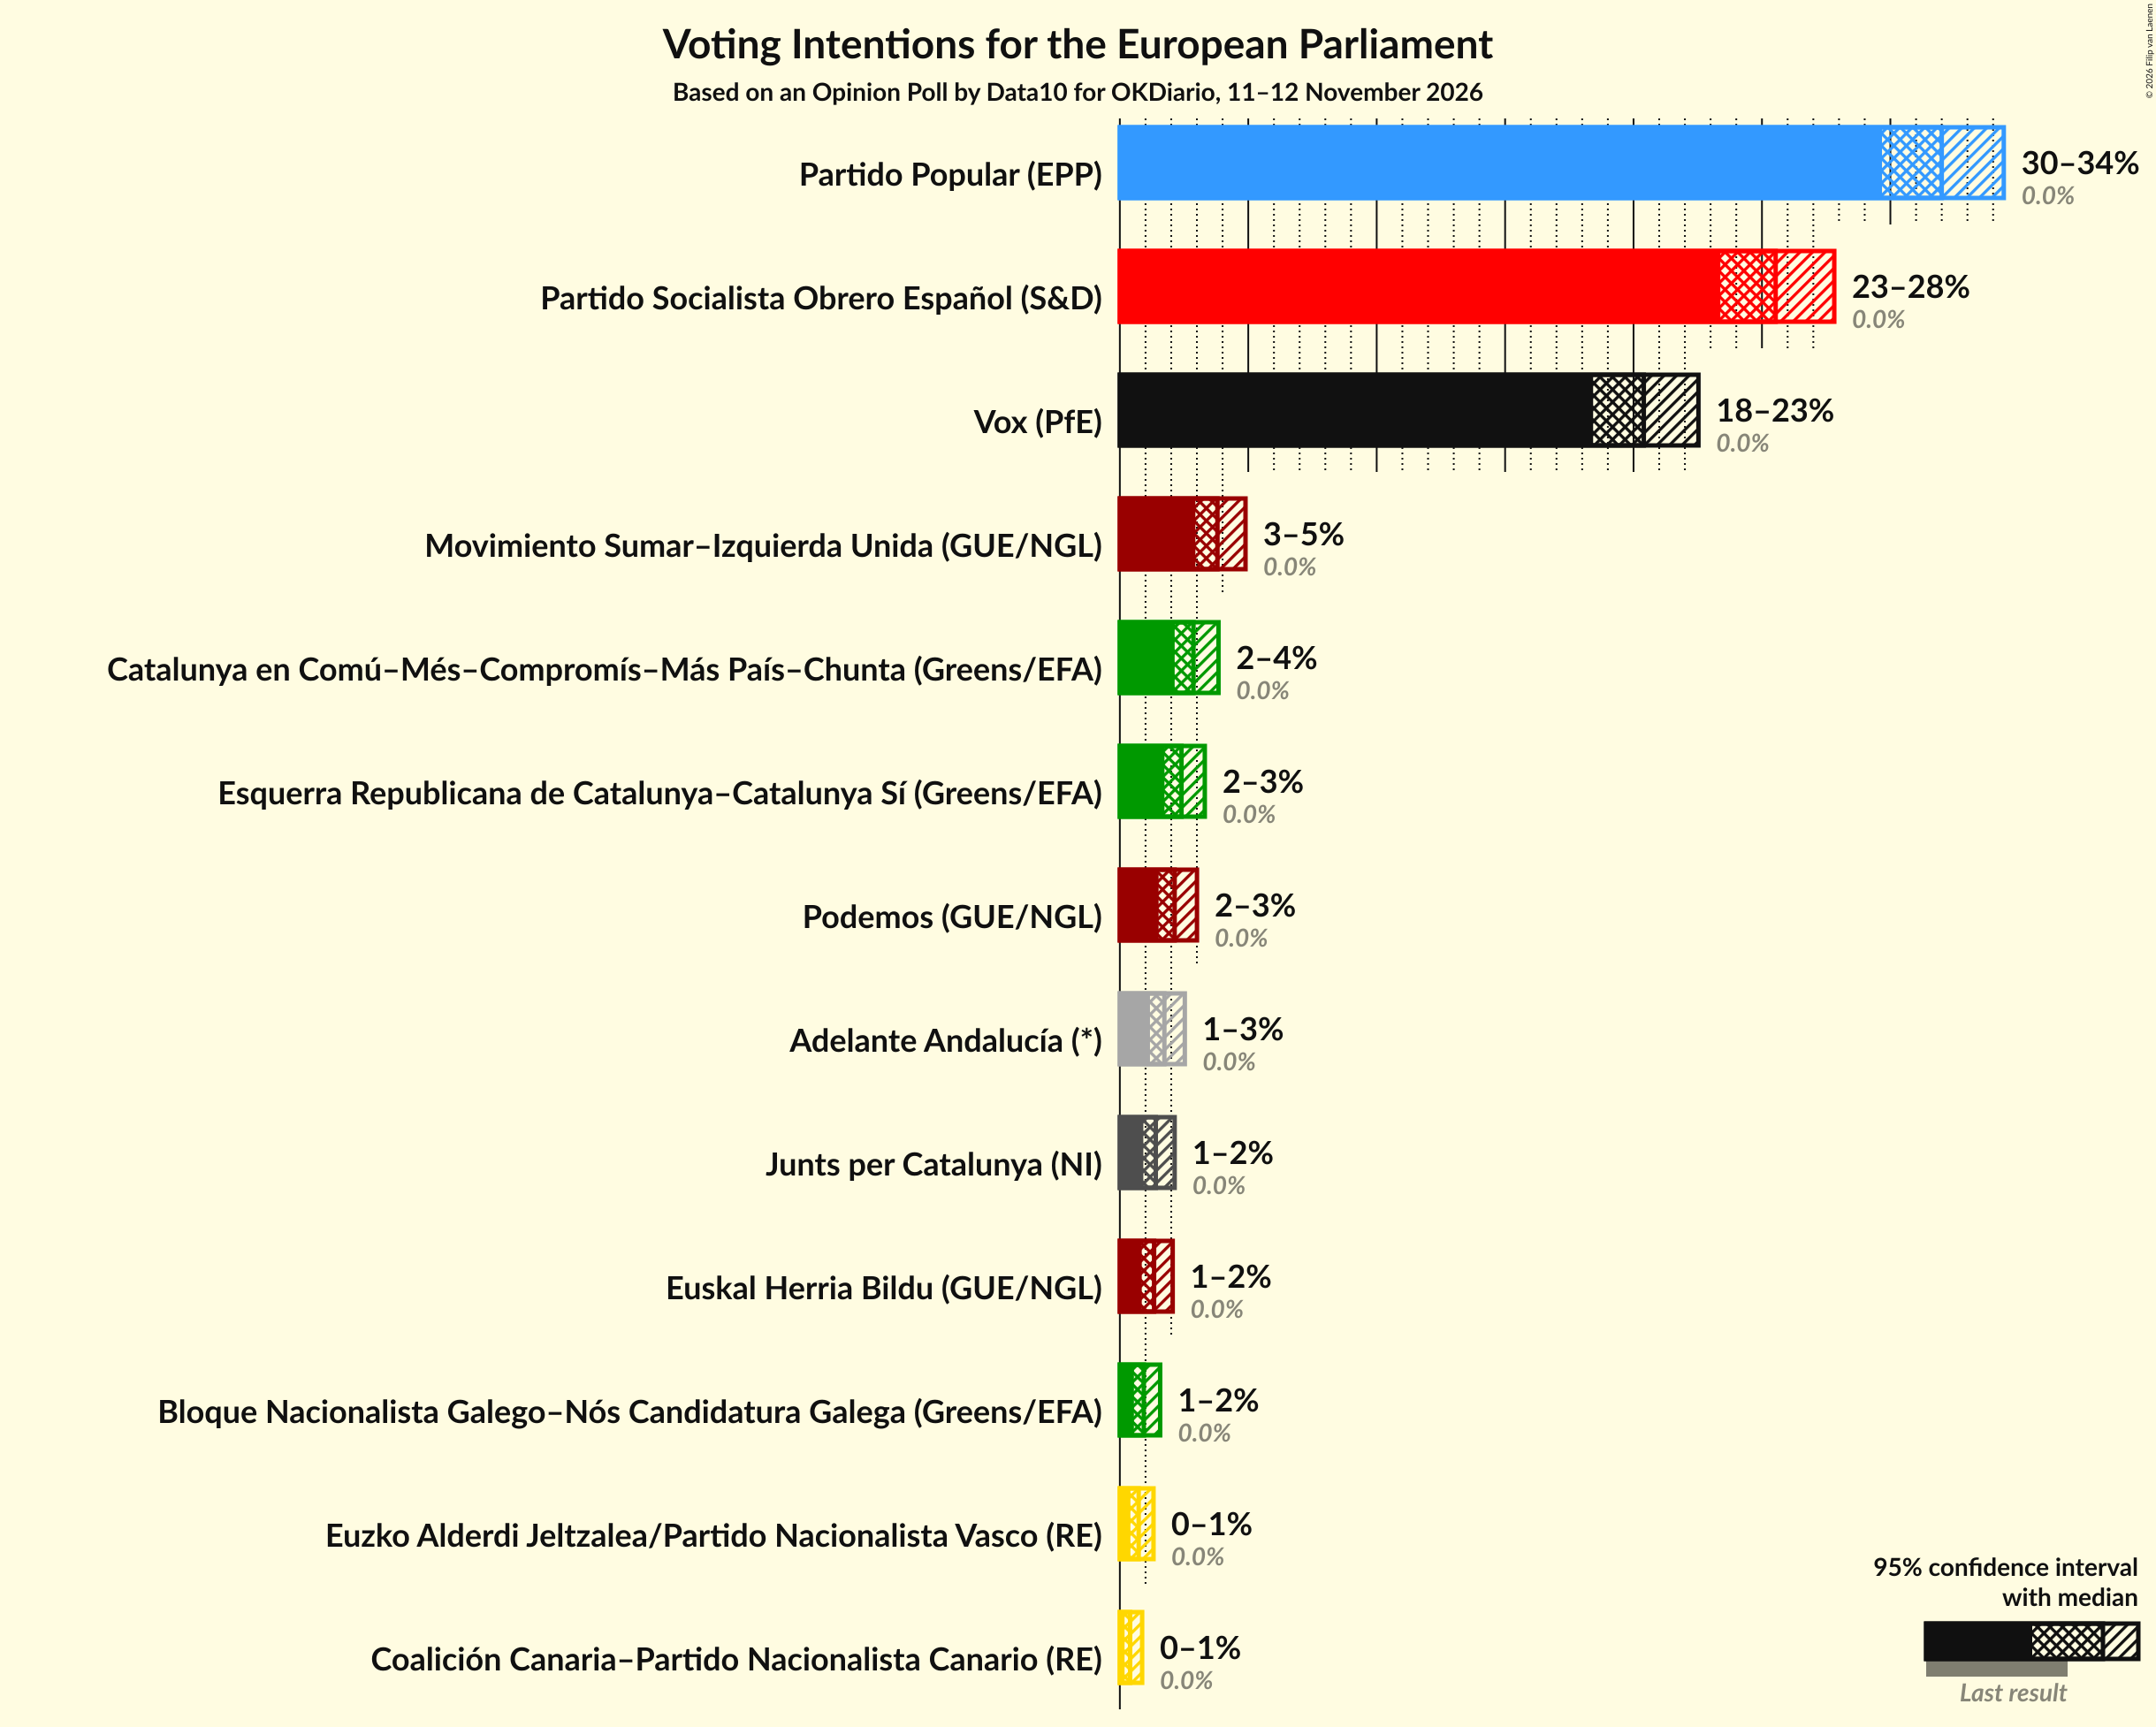 Voting Intentions for the European Parliament
Based on an Opinion Poll by Data10 for OKDiario, 11–12 November 2026
© 2026 Filip van Laenen
Partido Popular (EPP)
30–34%
0.0%
Partido Socialista Obrero Español (S&D)
23–28%
0.0%
Vox (PfE)
18–23%
0.0%
Movimiento Sumar–Izquierda Unida (GUE/NGL)
3–5%
0.0%
Catalunya en Comú–Més–Compromís–Más País–Chunta (Greens/EFA)
2–4%
0.0%
Esquerra Republicana de Catalunya–Catalunya Sí (Greens/EFA)
2–3%
0.0%
Podemos (GUE/NGL)
2–3%
0.0%
Adelante Andalucía (*)
1–3%
0.0%
Junts per Catalunya (NI)
1–2%
0.0%
Euskal Herria Bildu (GUE/NGL)
1–2%
0.0%
Bloque Nacionalista Galego–Nós Candidatura Galega (Greens/EFA)
1–2%
0.0%
Euzko Alderdi Jeltzalea/Partido Nacionalista Vasco (RE)
0–1%
0.0%
Coalición Canaria–Partido Nacionalista Canario (RE)
0–1%
0.0%
95% confidence interval
with median
Last result